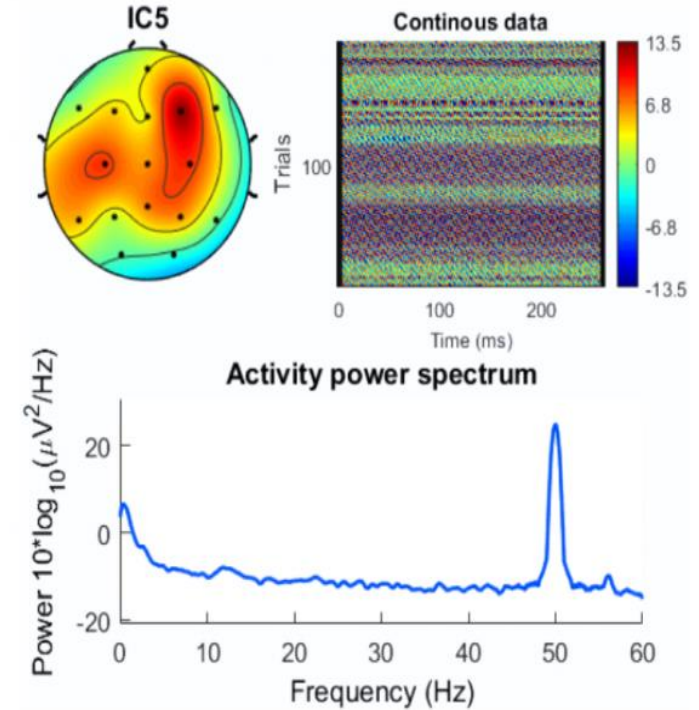 IC5
Continous data
Trials
100
0
100
200
Time (ms)
13.5
6.8
0
-6.8
-13.5
Activity power spectrum
Power 10*log10(μV2/Hz)
20
0
-20
0
10
20
30
40
50
60
Frequency (Hz)